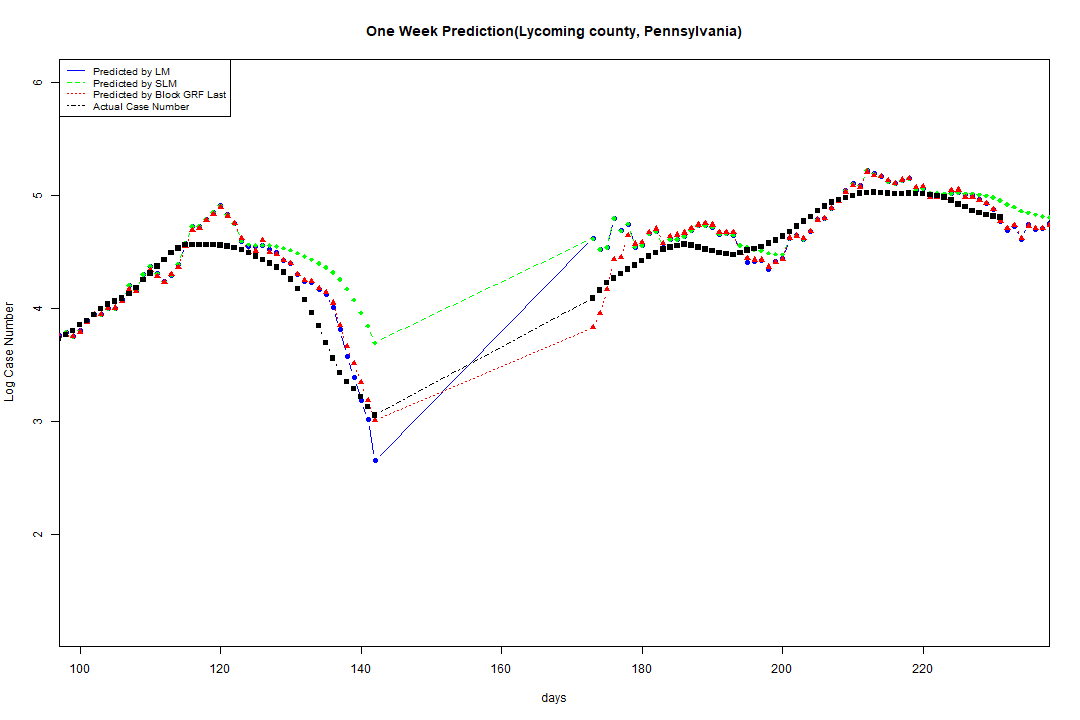 One Week Prediction(Lycoming county, Pennsylvania)
Predicted by LM
Predicted by SLM
Predicted by Block GRF Last
Actual Case Number
6
5
4
3
2
Log Case Number
100 120 140 160 180 200 220
days